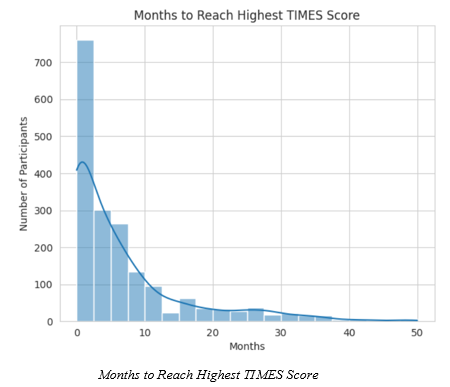 Months to Reach Highest TIMES Score
Number of Participants
700
600
500
400
300
200
100
0
0 10 20 30 40 50
Months
Months to Reach Highest TIMES Score